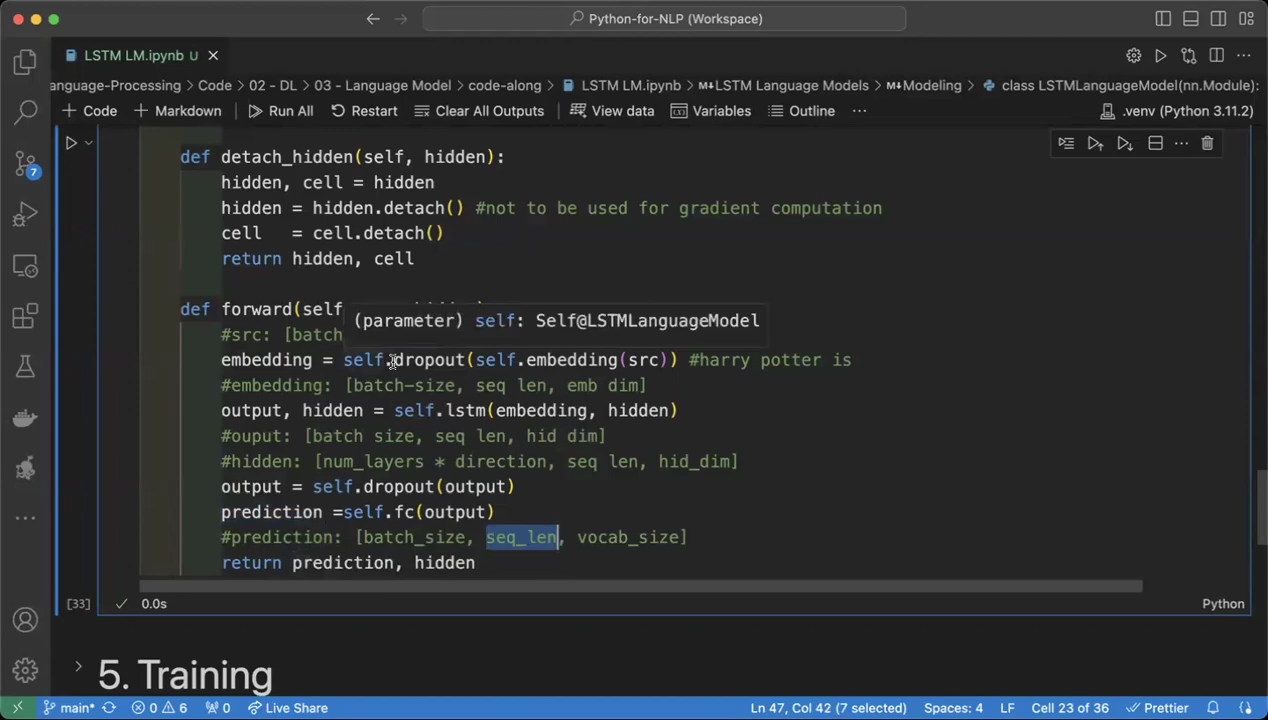 Python-for-NLP (Workspace)
LSTM LM.ipynb U
anguage-Processing > Code > 02 - DL > 03 - Language Model > code-along > LSTM LM.ipynb > LSTM Language Models > Modeling > class LSTMLanguageModel(nn.Module):
Code Markdown Run All Restart Clear All Outputs View data Variables Outline ... .venv (Python 3.11.2)
def detach_hidden(self, hidden):
hidden, cell = hidden
hidden = hidden.detach() #not to be used for gradient computation
cell   = cell.detach()
return hidden, cell
def forward(self
(parameter) self: Self@LSTMLanguageModel
#src: [batch
embedding = self.dropout(self.embedding(src)) #harry potter is
#embedding: [batch-size, seq len, emb dim]
output, hidden = self.lstm(embedding, hidden)
#ouput: [batch size, seq len, hid dim]
#hidden: [num_layers * direction, seq len, hid_dim]
output = self.dropout(output)
prediction =self.fc(output)
#prediction: [batch_size, seq_len, vocab_size]
return prediction, hidden
[33] 0.0s Python
5. Training
7
main* 0 6 0 Live Share Ln 47, Col 42 (7 selected) Spaces: 4 LF Cell 23 of 36 Prettier